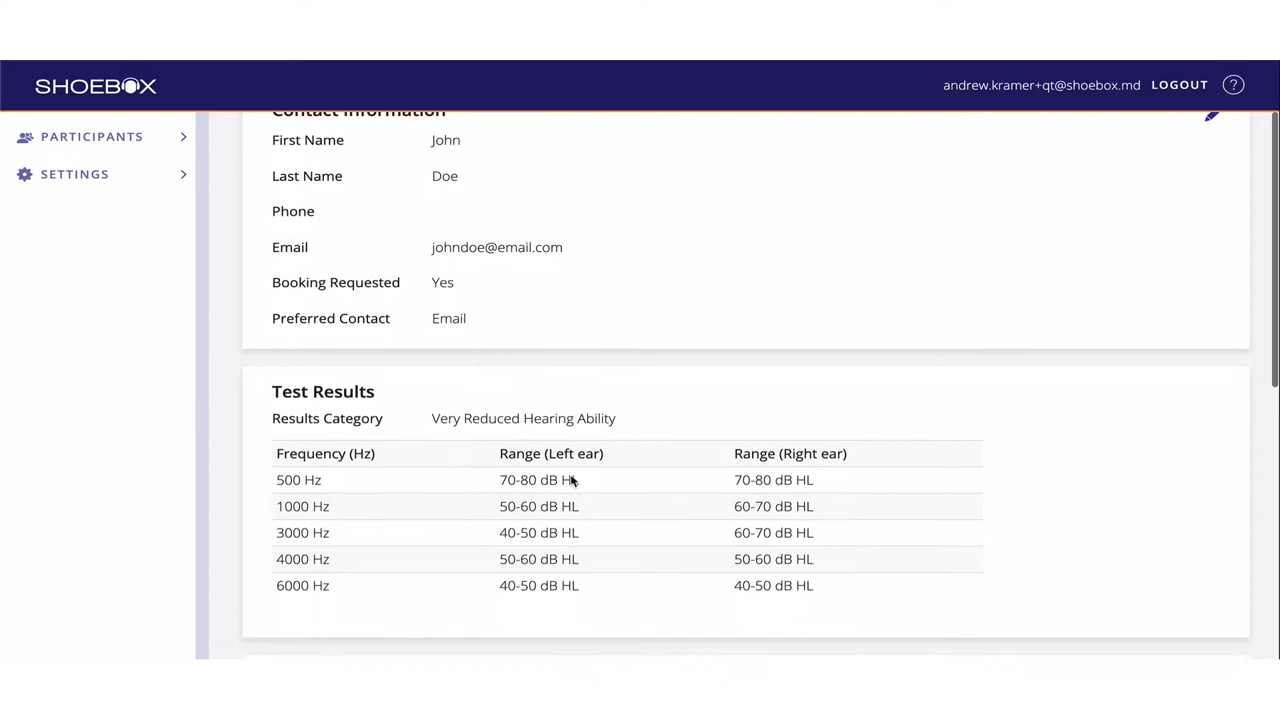 SHOEBOX andrew.kramer+qt@shoebox.md LOGOUT ?
PARTICIPANTS
SETTINGS
Contact Information
First Name John
Last Name Doe
Phone
Email johndoe@email.com
Booking Requested Yes
Preferred Contact Email
Test Results
Results Category Very Reduced Hearing Ability
Frequency (Hz) Range (Left ear) Range (Right ear)
500 Hz 70-80 dB HL 70-80 dB HL
1000 Hz 50-60 dB HL 60-70 dB HL
3000 Hz 40-50 dB HL 60-70 dB HL
4000 Hz 50-60 dB HL 50-60 dB HL
6000 Hz 40-50 dB HL 40-50 dB HL